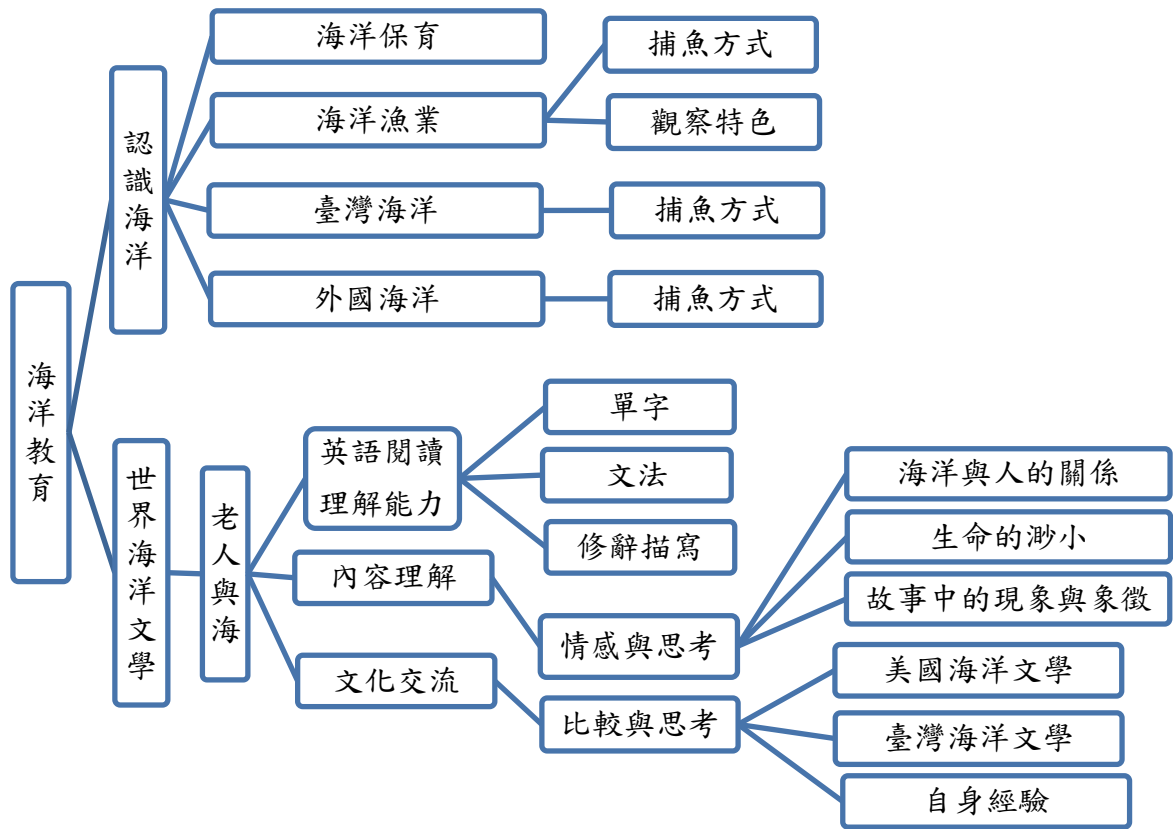 海洋教育
認識海洋
海洋保育
海洋漁業
捕魚方式
觀察特色
臺灣海洋
捕魚方式
外國海洋
捕魚方式
世界海洋文學
老人與海
英語閱讀
理解能力
單字
文法
修辭描寫
內容理解
情感與思考
海洋與人的關係
生命的渺小
故事中的現象與象徵
文化交流
比較與思考
美國海洋文學
臺灣海洋文學
自身經驗